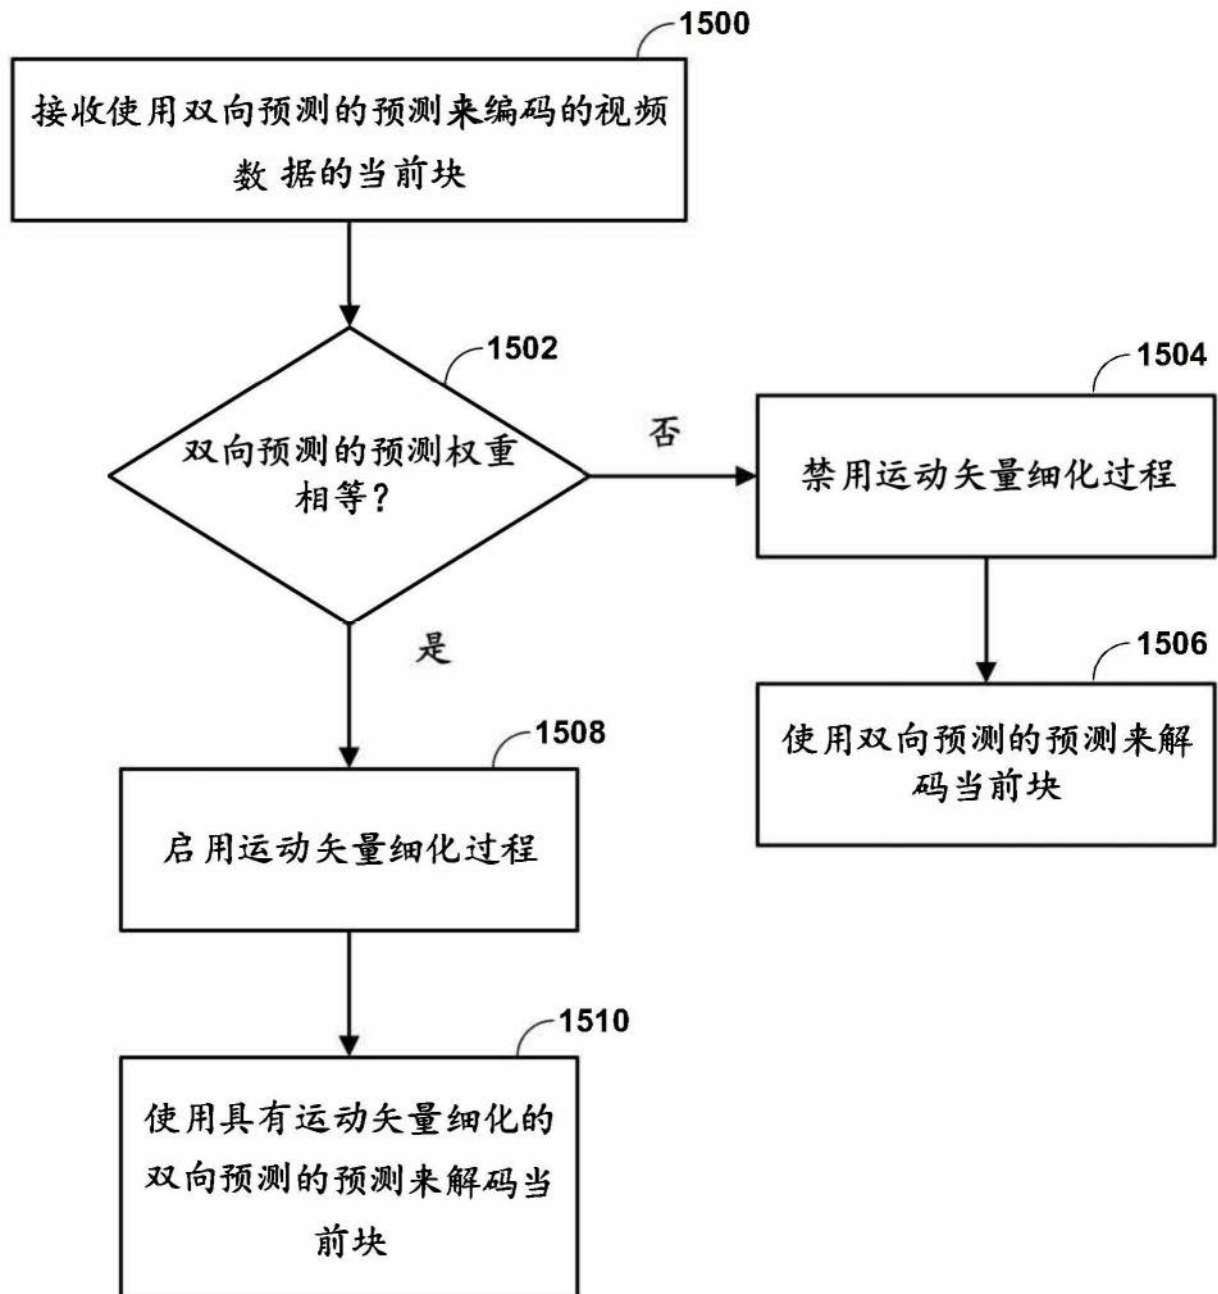 1500
接收使用双向预测的预测来编码的视频
数 据的当前块
1502
双向预测的预测权重
相等?
否
1504
禁用运动矢量细化过程
1506
使用双向预测的预测来解
码当前块
是
1508
启用运动矢量细化过程
1510
使用具有运动矢量细化的
双向预测的预测来解码当
前块